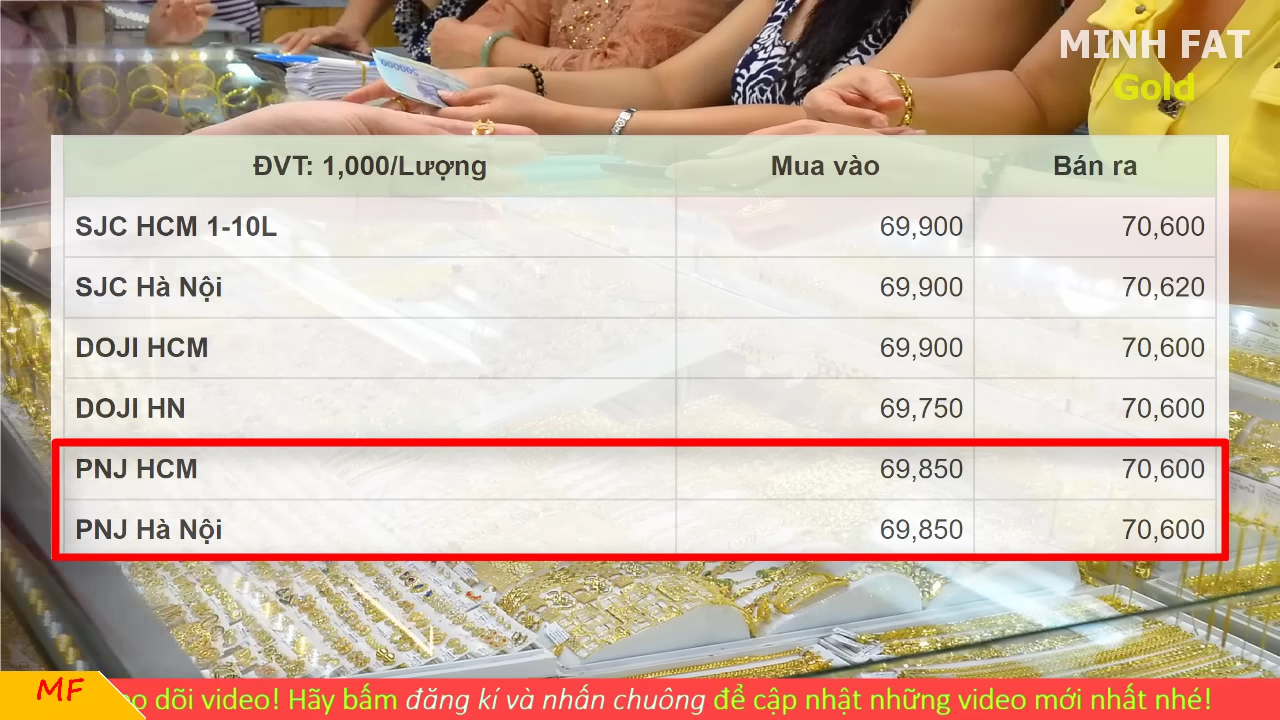 MINH FAT
Gold
ĐVT: 1,000/Lượng Mua vào Bán ra
SJC HCM 1-10L 69,900 70,600
SJC Hà Nội 69,900 70,620
DOJI HCM 69,900 70,600
DOJI HN 69,750 70,600
PNJ HCM 69,850 70,600
PNJ Hà Nội 69,850 70,600
MF dõi video! Hãy bấm đăng kí và nhấn chuông để cập nhật những video mới nhất nhé!